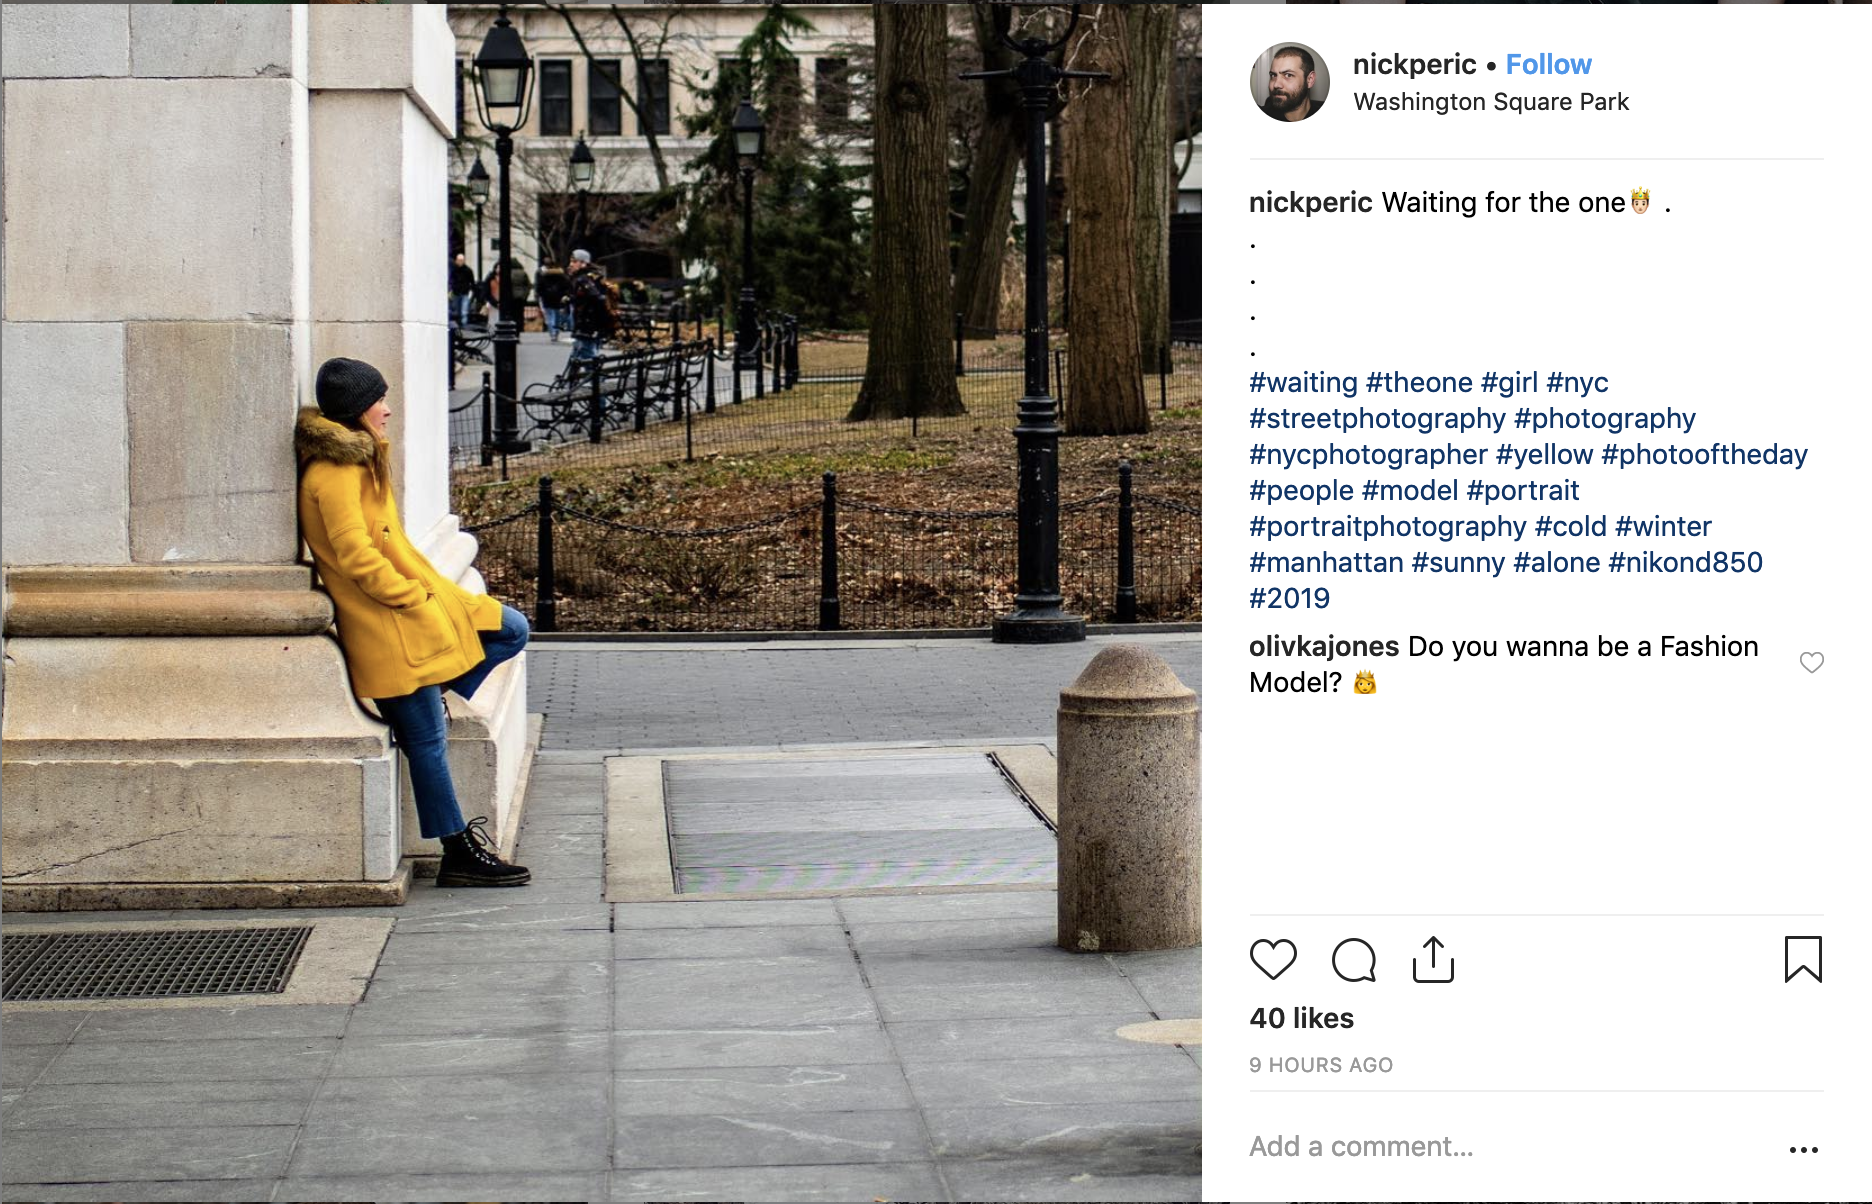 nickperic • Follow
Washington Square Park
nickperic Waiting for the one🤴🏻 .
.
.
.
.
#waiting #theone #girl #nyc
#streetphotography #photography
#nycphotographer #yellow #photooftheday
#people #model #portrait
#portraitphotography #cold #winter
#manhattan #sunny #alone #nikond850
#2019
olivkajones Do you wanna be a Fashion
Model? 👸
40 likes
9 HOURS AGO
Add a comment...